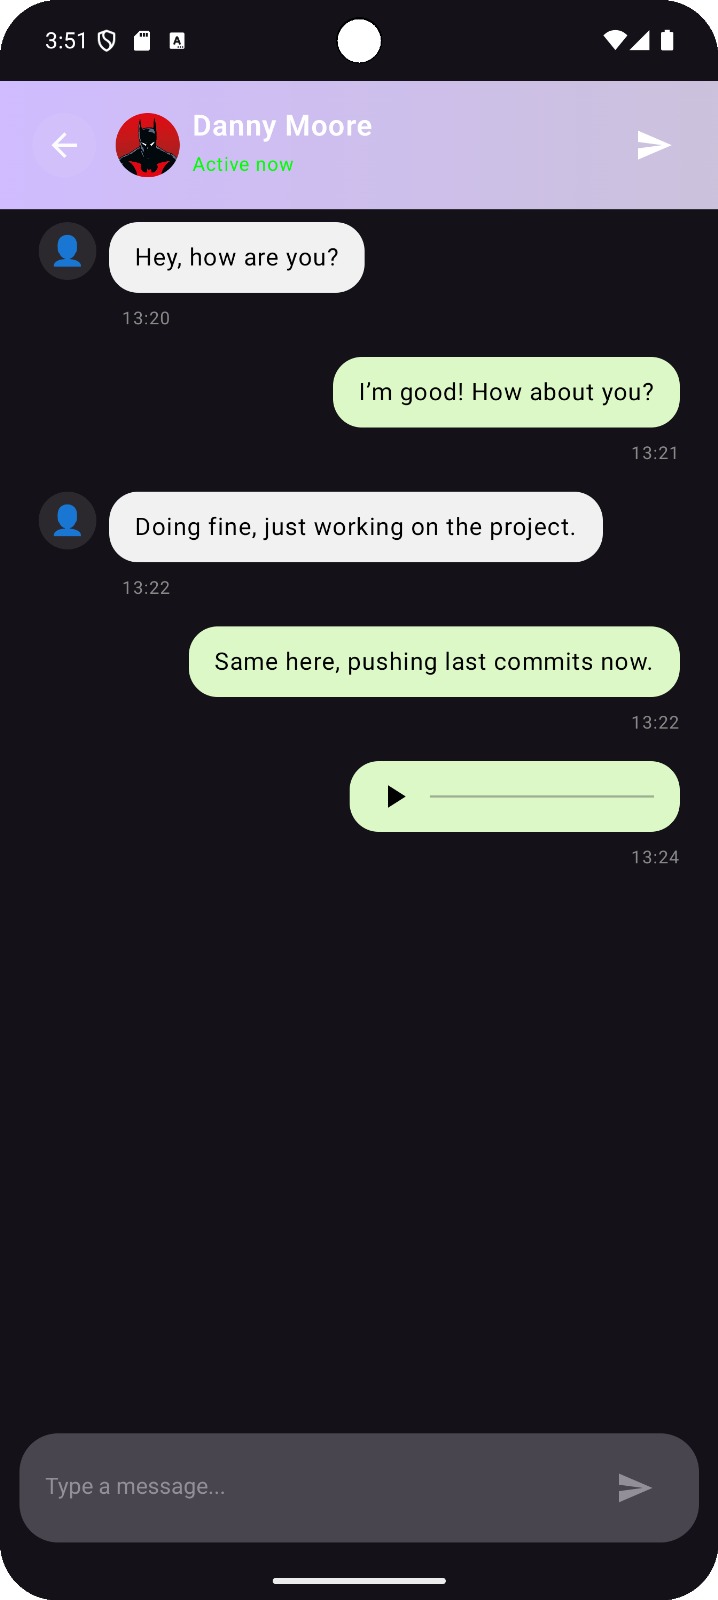 3:51
Danny Moore
Active now
Hey, how are you?
13:20
I’m good! How about you?
13:21
Doing fine, just working on the project.
13:22
Same here, pushing last commits now.
13:22
13:24
Type a message...